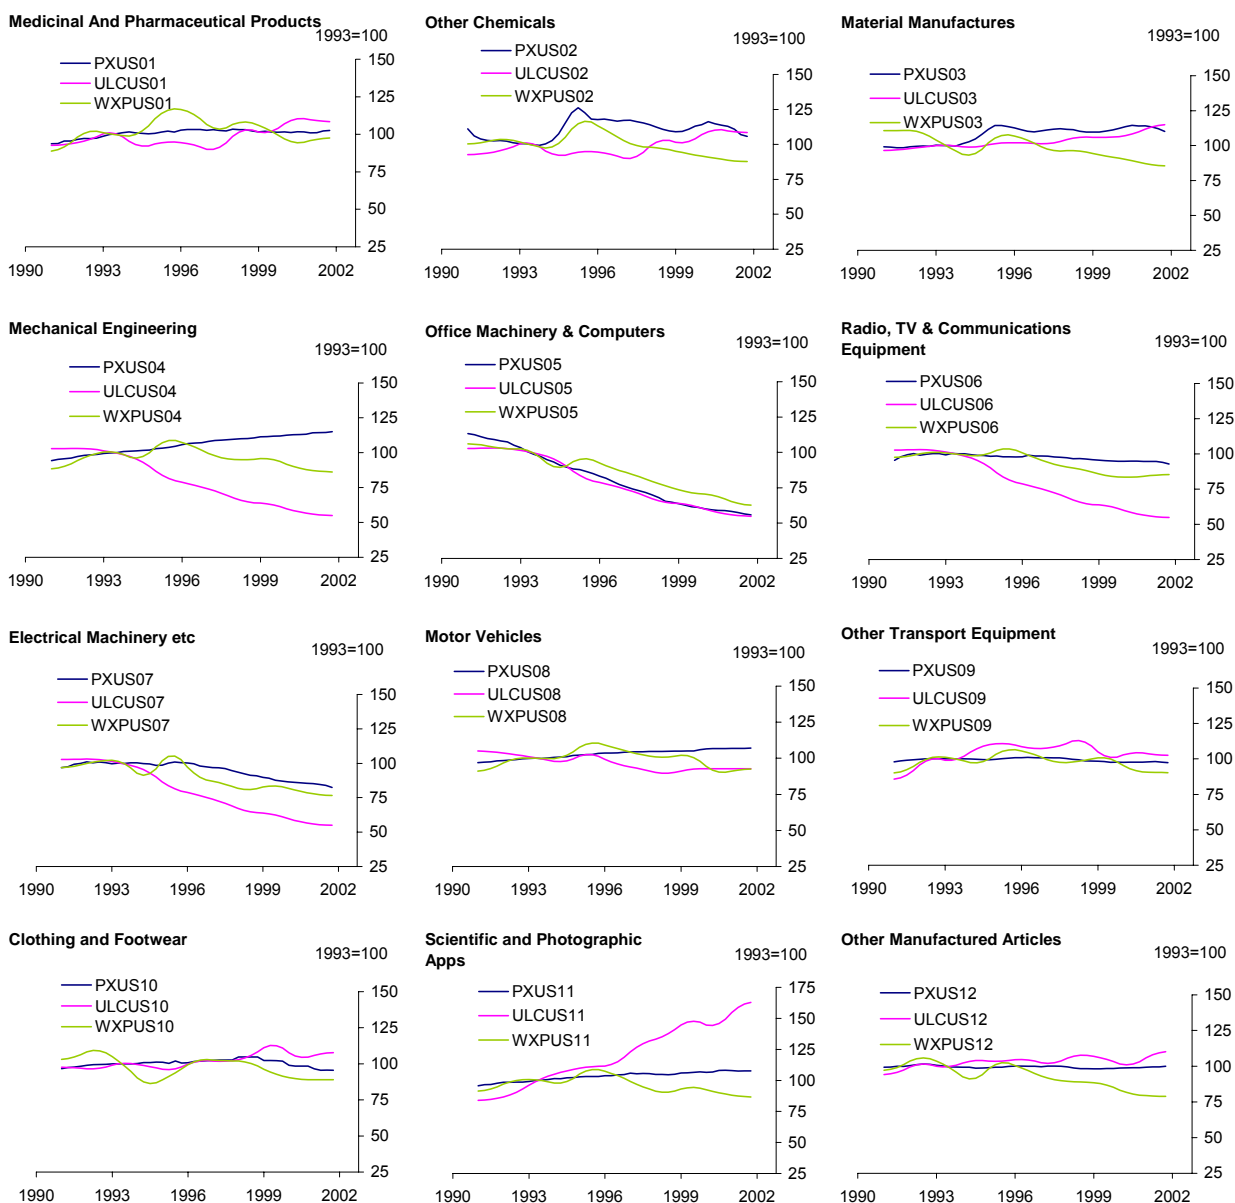 Medicinal And Pharmaceutical Products
1993=100
PXUS01
ULCUS01
WXPUS01
150
125
100
75
50
25
1990 1993 1996 1999 2002
Other Chemicals
PXUS02
ULCUS02
WXPUS02
150
125
100
75
50
25
1990 1993 1996 1999 2002
Material Manufactures
PXUS03
ULCUS03
WXPUS03
150
125
100
75
50
25
1990 1993 1996 1999 2002
Mechanical Engineering
1993=100
PXUS04
ULCUS04
WXPUS04
150
125
100
75
50
25
1990 1993 1996 1999 2002
Office Machinery & Computers
1993=100
PXUS05
ULCUS05
WXPUS05
150
125
100
75
50
25
1990 1993 1996 1999 2002
Radio, TV & Communications
Equipment
1993=100
PXUS06
ULCUS06
WXPUS06
150
125
100
75
50
25
1990 1993 1996 1999 2002
Electrical Machinery etc
1993=100
PXUS07
ULCUS07
WXPUS07
150
125
100
75
50
25
1990 1993 1996 1999 2002
Motor Vehicles
1993=100
PXUS08
ULCUS08
WXPUS08
150
125
100
75
50
25
1990 1993 1996 1999 2002
Other Transport Equipment
1993=100
PXUS09
ULCUS09
WXPUS09
150
125
100
75
50
25
1990 1993 1996 1999 2002
Clothing and Footwear
1993=100
PXUS10
ULCUS10
WXPUS10
150
125
100
75
50
25
1990 1993 1996 1999 2002
Scientific and Photographic
Apps
1993=100
PXUS11
ULCUS11
WXPUS11
175
150
125
100
75
50
25
1990 1993 1996 1999 2002
Other Manufactured Articles
1993=100
PXUS12
ULCUS12
WXPUS12
150
125
100
75
50
25
1990 1993 1996 1999 2002